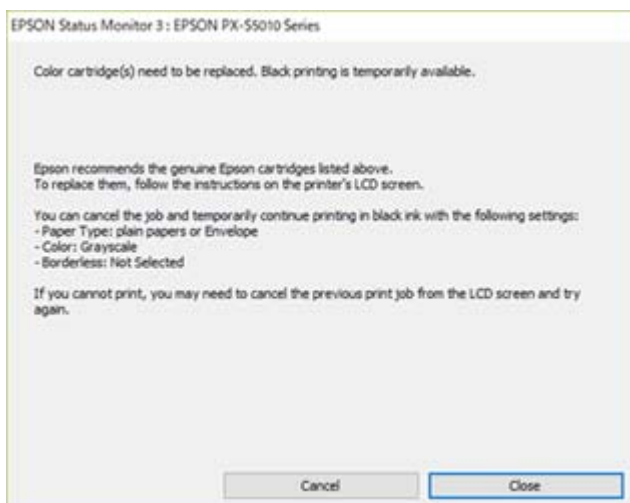 EPSON Status Monitor 3 : EPSON PX-S5010 Series
Color cartridge(s) need to be replaced. Black printing is temporarily available.
Epson recommends the genuine Epson cartridges listed above.
To replace them, follow the instructions on the printer's LCD screen.
You can cancel the job and temporarily continue printing in black ink with the following settings:
- Paper Type: plain papers or Envelope
- Color: Grayscale
- Borderless: Not Selected
If you cannot print, you may need to cancel the previous print job from the LCD screen and try
again.
Cancel
Close